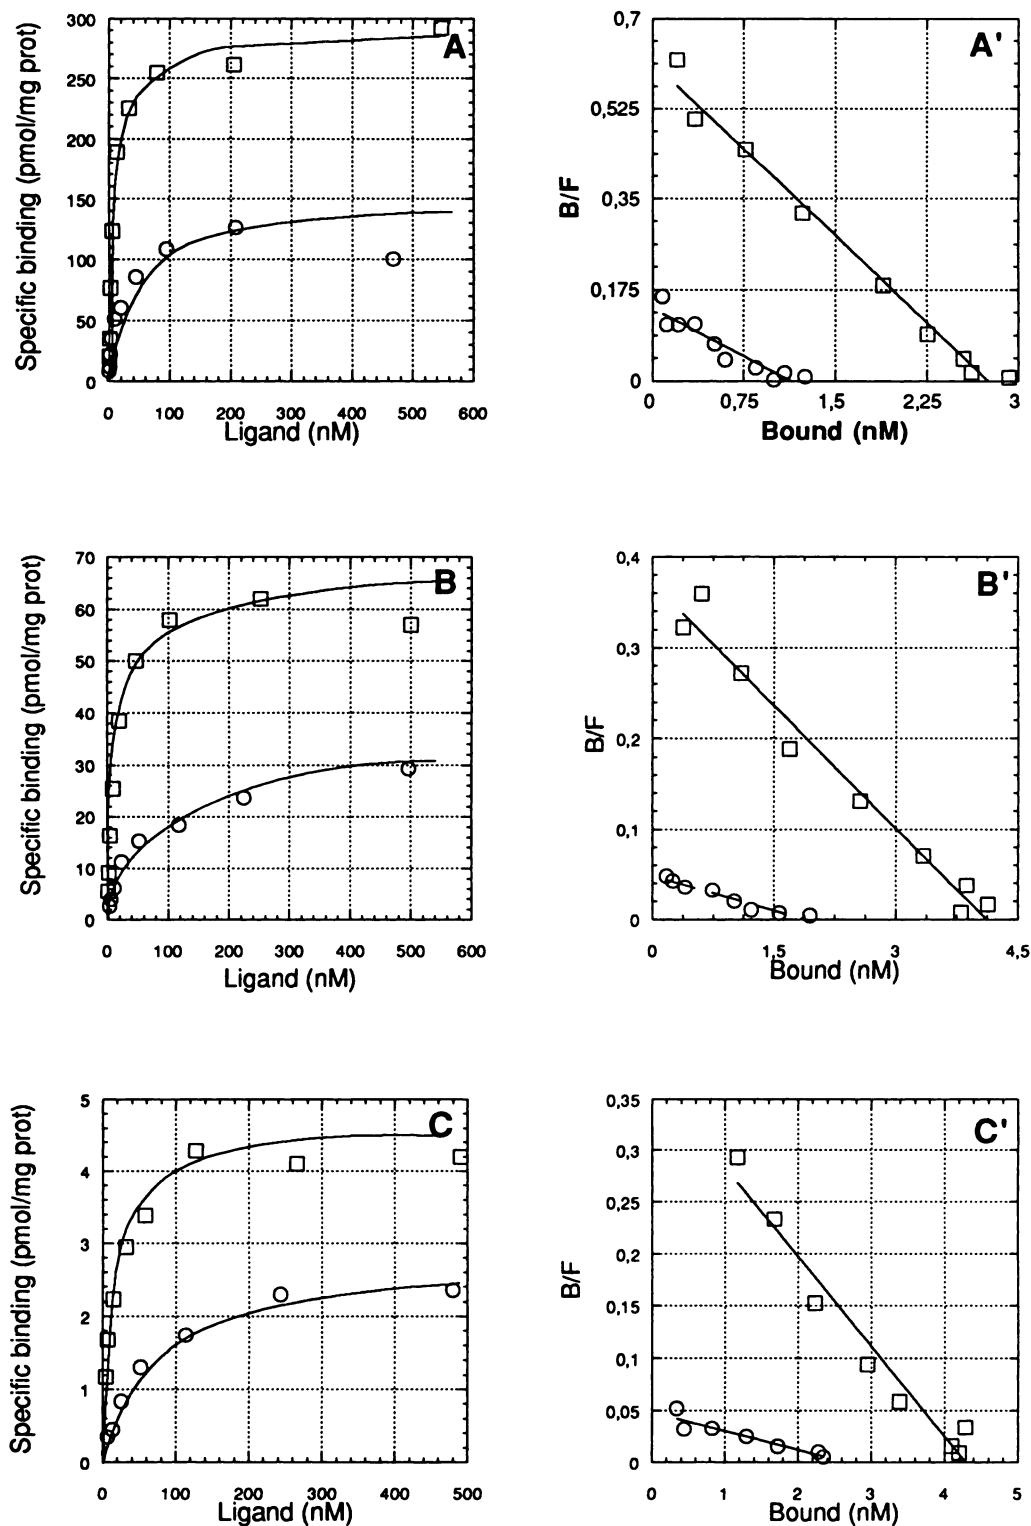 300
250
200
150
100
50
0
0 100 200 300 400 500 600
Specific binding (pmol/mg prot)
Ligand (nM)
A
0,7
0,525
0,35
0,175
0
0 0,75 1,5 2,25 3
B/F
Bound (nM)
A'
70
60
50
40
30
20
10
0
0 100 200 300 400 500 600
Specific binding (pmol/mg prot)
Ligand (nM)
B
0,4
0,3
0,2
0,1
0
0 1,5 3 4,5
B/F
Bound (nM)
B'
5
4
3
2
1
0
0 100 200 300 400 500
Specific binding (pmol/mg prot)
Ligand (nM)
C
0,35
0,3
0,25
0,2
0,15
0,1
0,05
0
0 1 2 3 4 5
B/F
Bound (nM)
C'